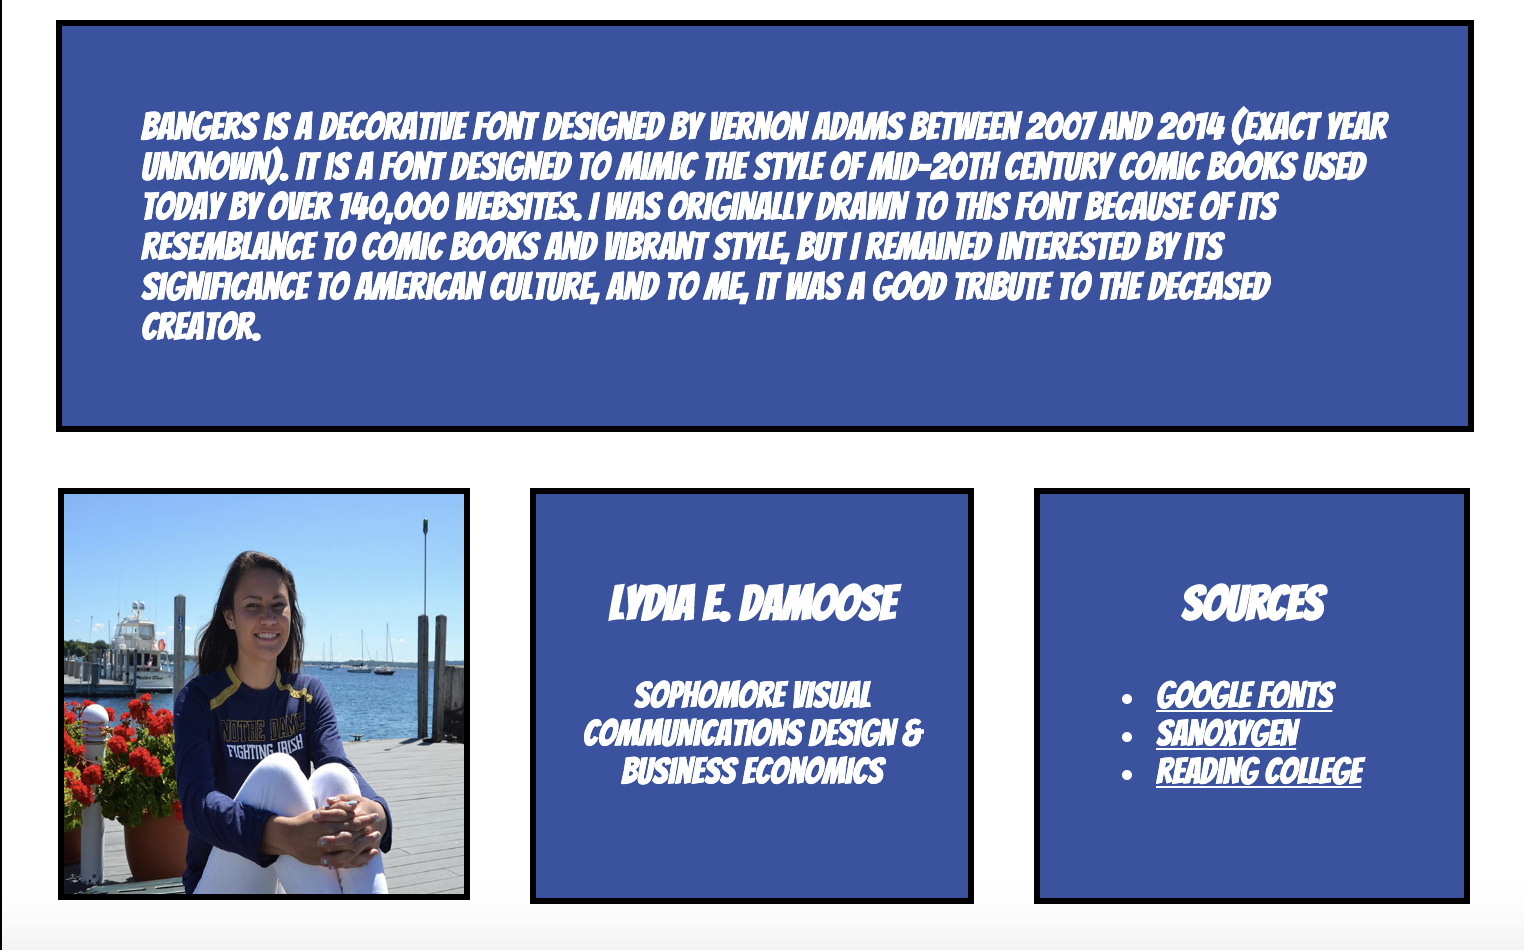 BANGERS IS A DECORATIVE FONT DESIGNED BY VERNON ADAMS BETWEEN 2007 AND 2014 (EXACT YEAR
UNKNOWN). IT IS A FONT DESIGNED TO MIMIC THE STYLE OF MID-20TH CENTURY COMIC BOOKS USED
TODAY BY OVER 140,000 WEBSITES. I WAS ORIGINALLY DRAWN TO THIS FONT BECAUSE OF ITS
RESEMBLANCE TO COMIC BOOKS AND VIBRANT STYLE, BUT I REMAINED INTERESTED BY ITS
SIGNIFICANCE TO AMERICAN CULTURE, AND TO ME, IT WAS A GOOD TRIBUTE TO THE DECEASED
CREATOR.
NOTRE DAME
FIGHTING IRISH
LYDIA E. DAMOOSE
SOPHOMORE VISUAL
COMMUNICATIONS DESIGN &
BUSINESS ECONOMICS
SOURCES
• GOOGLE FONTS
• SANOXYGEN
• READING COLLEGE